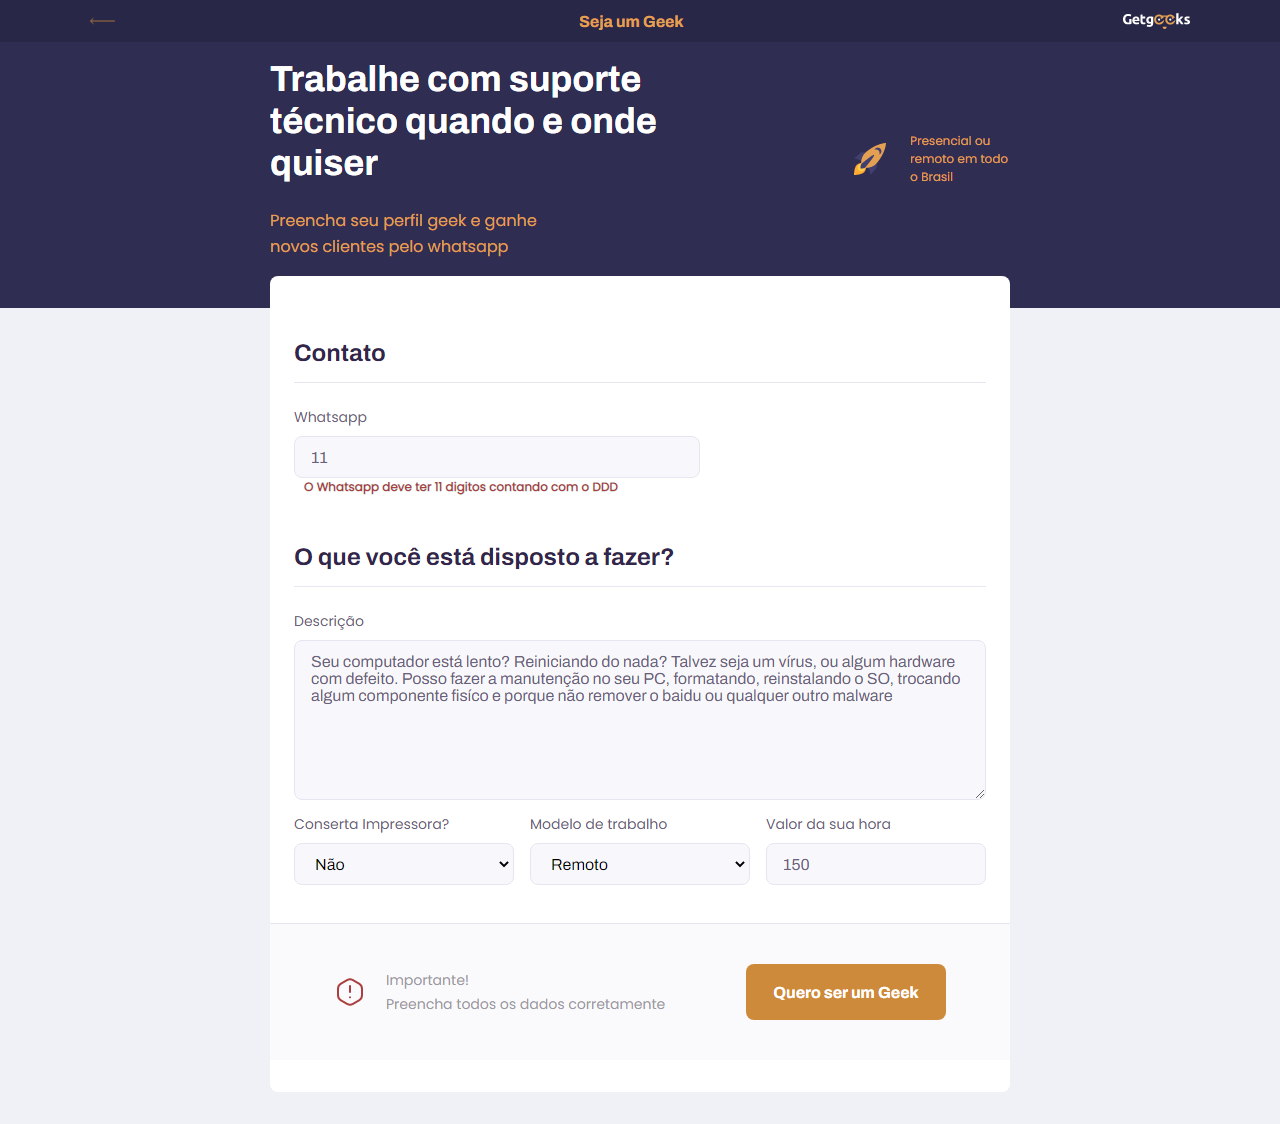 Seja um Geek
Getgeeks
Trabalhe com suporte
técnico quando e onde
quiser
Presencial ou
remoto em todo
o Brasil
Preencha seu perfil geek e ganhe
novos clientes pelo whatsapp
Contato
Whatsapp
11
O Whatsapp deve ter 11 digitos contando com o DDD
O que você está disposto a fazer?
Descrição
Seu computador está lento? Reiniciando do nada? Talvez seja um vírus, ou algum hardware
com defeito. Posso fazer a manutenção no seu PC, formatando, reinstalando o SO, trocando
algum componente fisíco e porque não remover o baidu ou qualquer outro malware
Conserta Impressora?
Modelo de trabalho
Valor da sua hora
Não
Remoto
150
Importante!
Preencha todos os dados corretamente
Quero ser um Geek